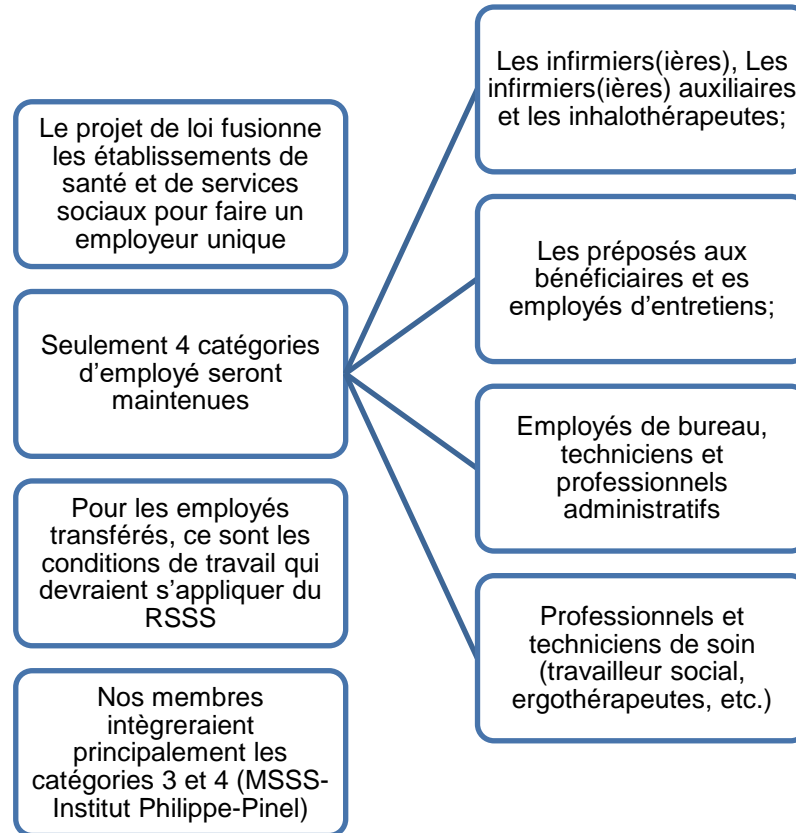 Le projet de loi fusionne
les établissements de
santé et de services
sociaux pour faire un
employeur unique
Seulement 4 catégories
d'employé seront
maintenues
Pour les employés
transférés, ce sont les
conditions de travail qui
devraient s'appliquer du
RSSS
Nos membres
intègreraient
principalement les
catégories 3 et 4 (MSSS-
Institut Philippe-Pinel)
Les infirmiers(ières), Les
infirmiers(ières) auxiliaires
et les inhalothérapeutes;
Les préposés aux
bénéficiaires et es
employés d'entretiens;
Employés de bureau,
techniciens et
professionnels
administratifs
Professionnels et
techniciens de soin
(travailleur social,
ergothérapeutes, etc.)